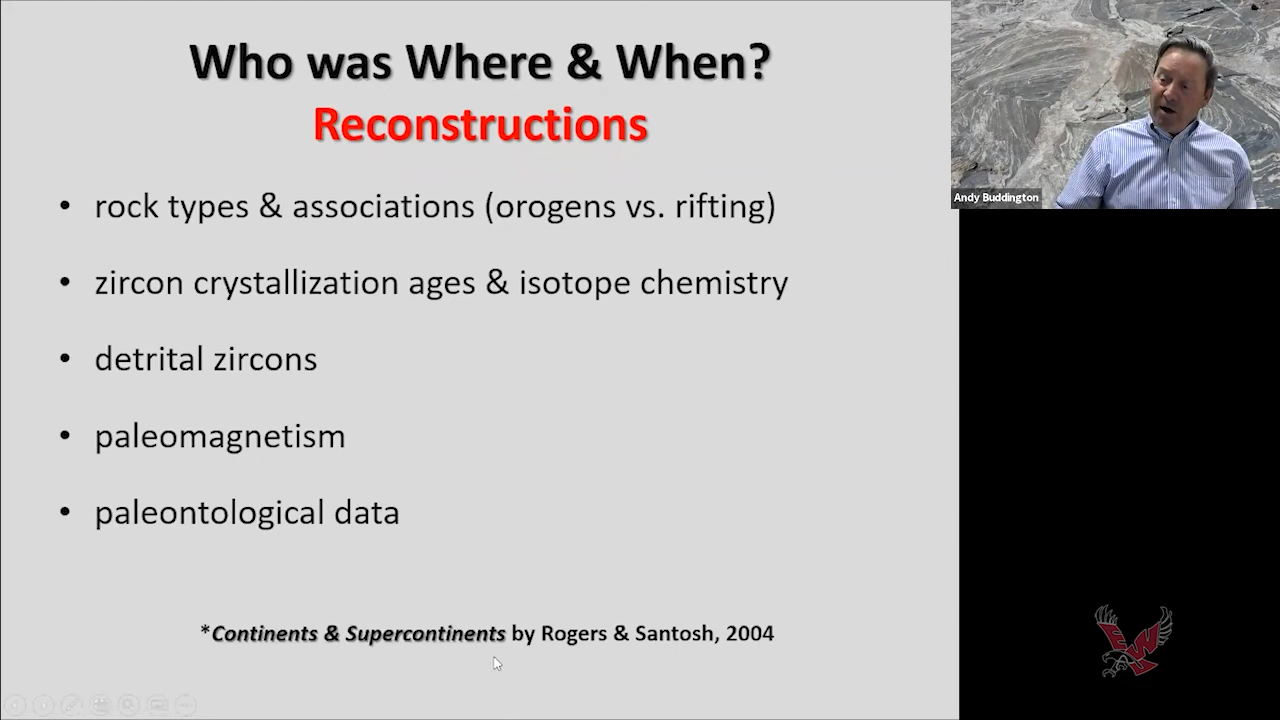 Who was Where & When?
Reconstructions
• rock types & associations (orogens vs. rifting)
• zircon crystallization ages & isotope chemistry
• detrital zircons
• paleomagnetism
• paleontological data
*Continents & Supercontinents by Rogers & Santosh, 2004
Andy Buddington
EWU